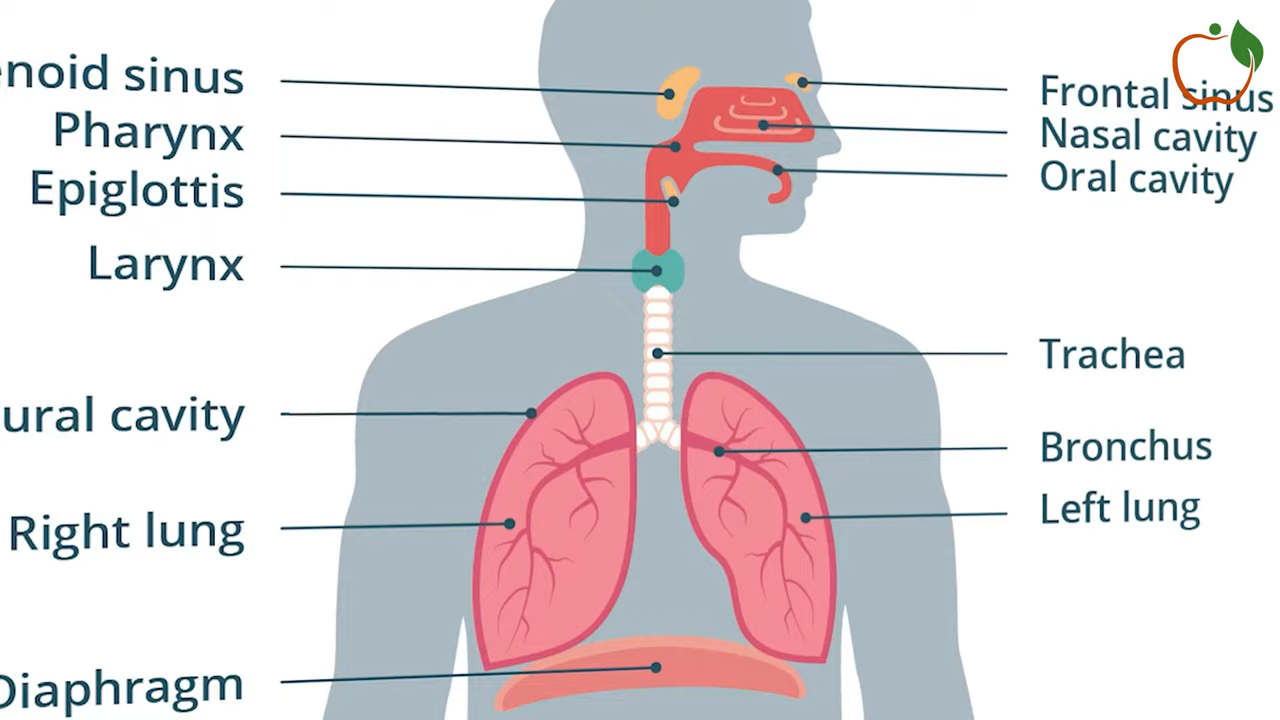 enoid sinus
Pharynx
Epiglottis
Larynx
ural cavity
Right lung
Diaphragm
Frontal sinus
Nasal cavity
Oral cavity
Trachea
Bronchus
Left lung